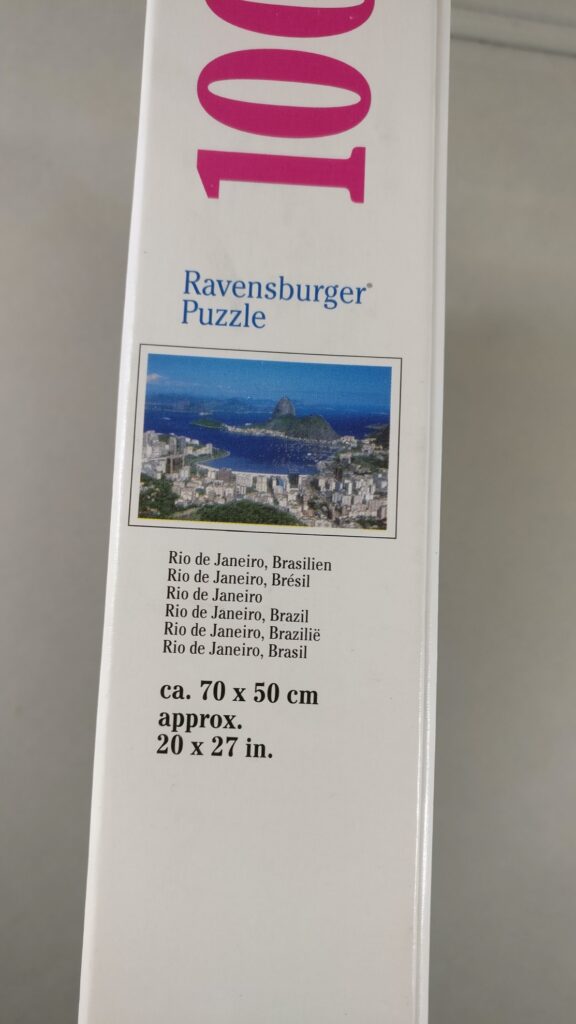 100
Ravensburger®
Puzzle
Rio de Janeiro, Brasilien
Rio de Janeiro, Brésil
Rio de Janeiro
Rio de Janeiro, Brazil
Rio de Janeiro, Brazilië
Rio de Janeiro, Brasil
ca. 70 x 50 cm
approx.
20 x 27 in.